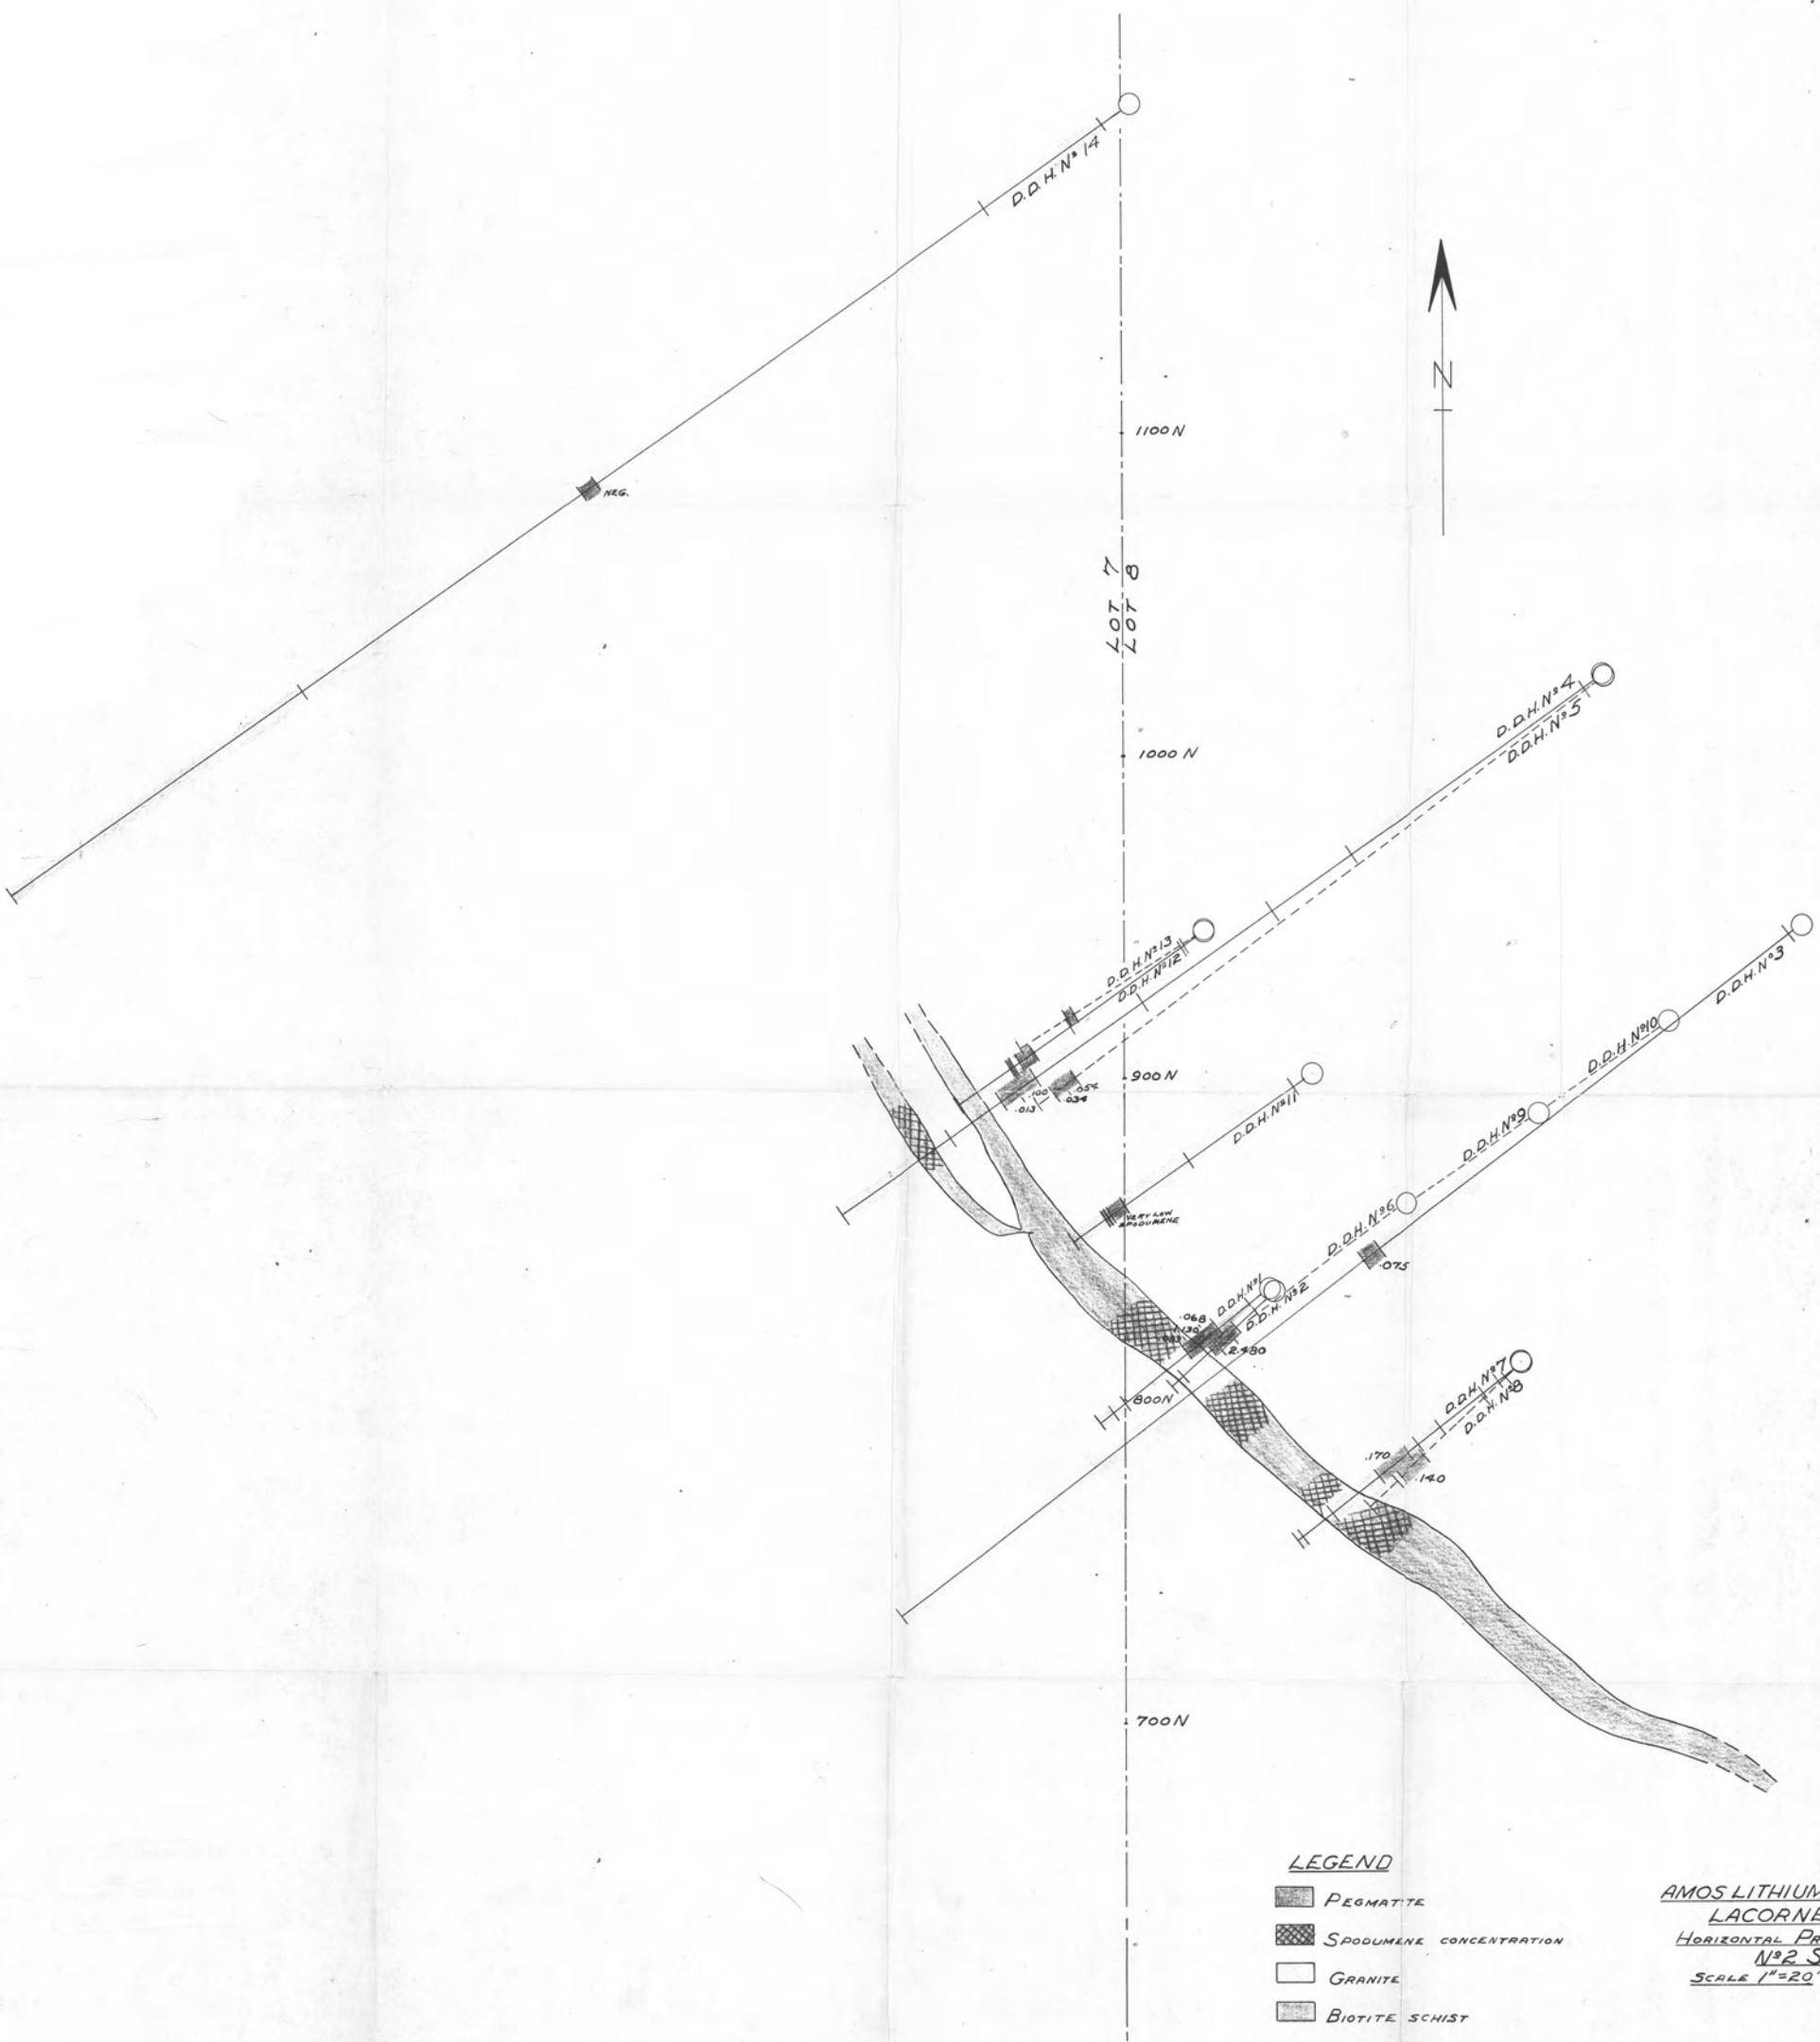 D.D.H. Nº 14
N
1100 N
NEG.
LOT 7
LOT 8
D.D.H. Nº 4
D.D.H. Nº 5
1000 N
D.D.H. Nº 13
D.D.H. Nº 12
D.D.H. Nº 3
D.D.H. Nº 10
900 N
.100
.013
.054
.034
D.D.H. Nº 11
D.D.H. Nº 9
D.D.H. Nº 6
VERY LOW
SPODUMENE
.075
D.D.H. Nº 1
D.D.H. Nº 2
.068
1.130
2.480
800 N
D.D.H. Nº 7
D.D.H. Nº 8
.170
.140
700 N
LEGEND
PEGMATITE
SPODUMENE CONCENTRATION
GRANITE
BIOTITE SCHIST
AMOS LITHIUM
LACORNE
HORIZONTAL
Nº 2
SCALE 1"=20'